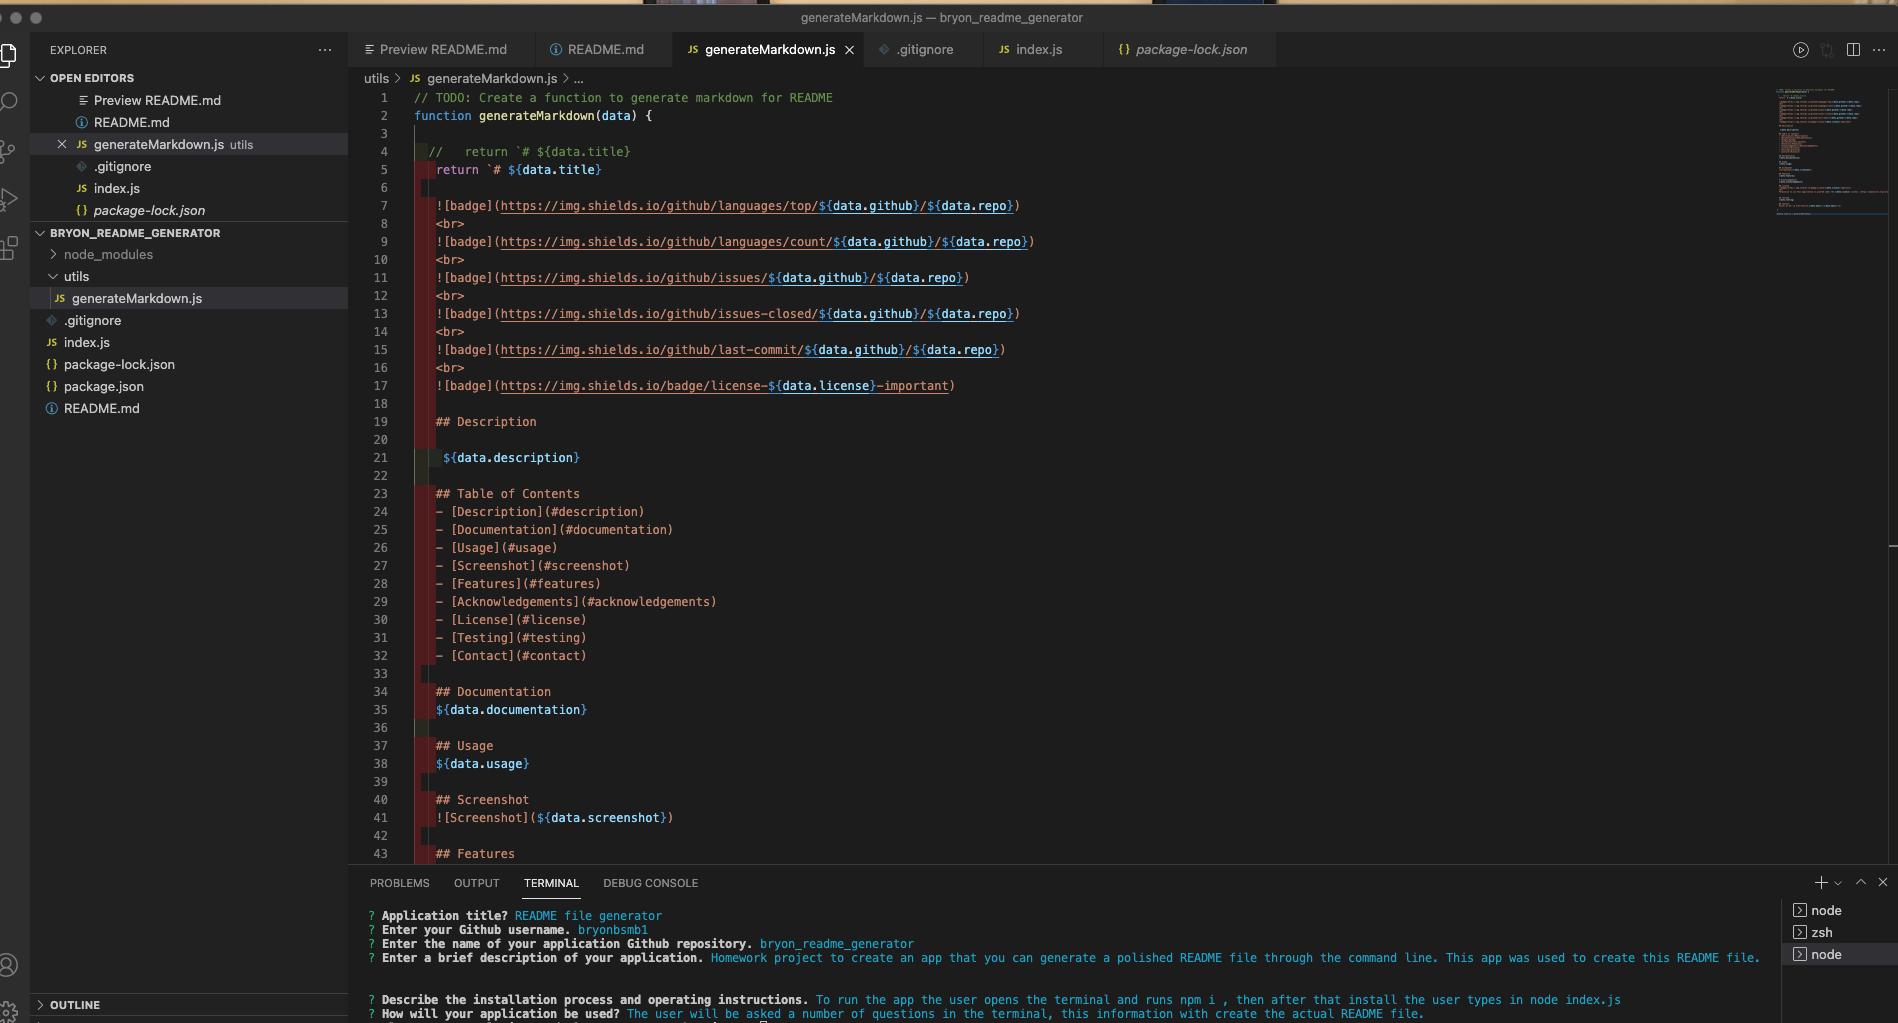 generateMarkdown.js — bryon_readme_generator
EXPLORER
OPEN EDITORS
Preview README.md
README.md
generateMarkdown.js utils
.gitignore
index.js
package-lock.json
BRYON_README_GENERATOR
node_modules
utils
JS generateMarkdown.js
.gitignore
JS index.js
{} package-lock.json
{} package.json
README.md
OUTLINE
Preview README.md README.md JS generateMarkdown.js .gitignore JS index.js {} package-lock.json
utils > JS generateMarkdown.js > ...
1 // TODO: Create a function to generate markdown for README
2 function generateMarkdown(data) {
3
4 //   return `# ${data.title}
5 return `# ${data.title}
6
7 ![badge](https://img.shields.io/github/languages/top/${data.github}/${data.repo})
8 <br>
9 ![badge](https://img.shields.io/github/languages/count/${data.github}/${data.repo})
10 <br>
11 ![badge](https://img.shields.io/github/issues/${data.github}/${data.repo})
12 <br>
13 ![badge](https://img.shields.io/github/issues-closed/${data.github}/${data.repo})
14 <br>
15 ![badge](https://img.shields.io/github/last-commit/${data.github}/${data.repo})
16 <br>
17 ![badge](https://img.shields.io/badge/license-${data.license}-important)
18
19 ## Description
20
21 ${data.description}
22
23 ## Table of Contents
24 - [Description](#description)
25 - [Documentation](#documentation)
26 - [Usage](#usage)
27 - [Screenshot](#screenshot)
28 - [Features](#features)
29 - [Acknowledgements](#acknowledgements)
30 - [License](#license)
31 - [Testing](#testing)
32 - [Contact](#contact)
33
34 ## Documentation
35 ${data.documentation}
36
37 ## Usage
38 ${data.usage}
39
40 ## Screenshot
41 ![Screenshot](${data.screenshot})
42
43 ## Features
PROBLEMS OUTPUT TERMINAL DEBUG CONSOLE
? Application title? README file generator
? Enter your Github username. bryonbsmb1
? Enter the name of your application Github repository. bryon_readme_generator
? Enter a brief description of your application. Homework project to create an app that you can generate a polished README file through the command line. This app was used to create this README file.
? Describe the installation process and operating instructions. To run the app the user opens the terminal and runs npm i , then after that install the user types in node index.js
? How will your application be used? The user will be asked a number of questions in the terminal, this information with create the actual README file.
node
zsh
node